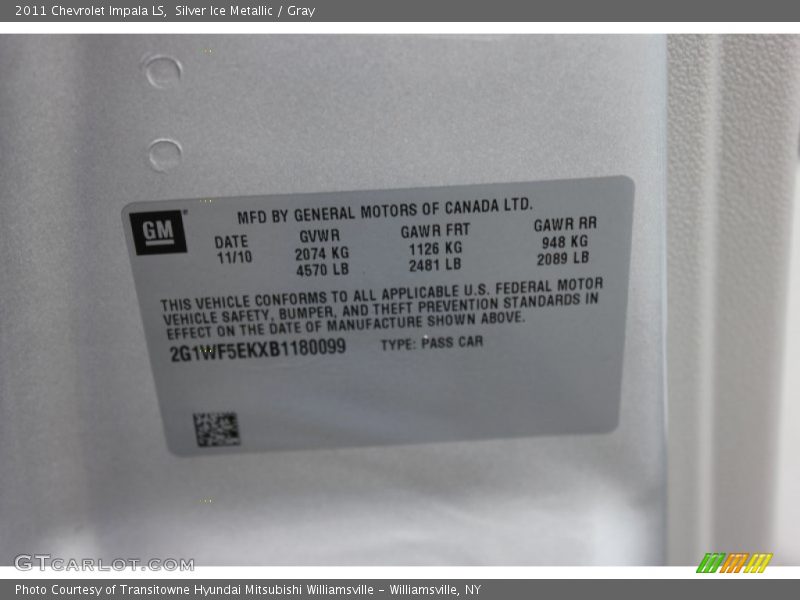 2011 Chevrolet Impala LS, Silver Ice Metallic / Gray
GM
MFD BY GENERAL MOTORS OF CANADA LTD.
DATE GVWR GAWR FRT GAWR RR
11/10 2074 KG 1126 KG 948 KG
4570 LB 2481 LB 2089 LB
THIS VEHICLE CONFORMS TO ALL APPLICABLE U.S. FEDERAL MOTOR
VEHICLE SAFETY, BUMPER, AND THEFT PREVENTION STANDARDS IN
EFFECT ON THE DATE OF MANUFACTURE SHOWN ABOVE.
2G1WF5EKXB1180099 TYPE: PASS CAR
GTCARLOT.COM
Photo Courtesy of Transitowne Hyundai Mitsubishi Williamsville - Williamsville, NY